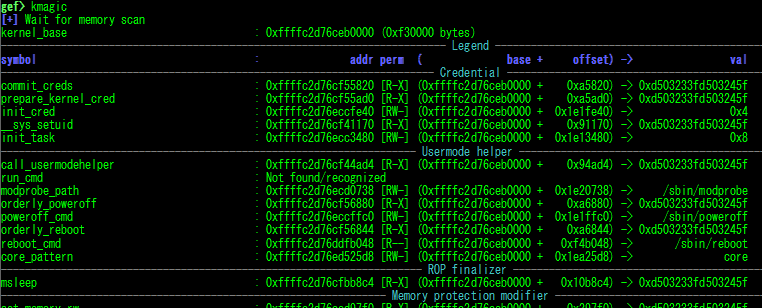 gef> kmagic
[+] Wait for memory scan
kernel_base : 0xffffc2d76ceb0000 (0xf30000 bytes)
Legend
symbol : addr perm ( base + offset) -> val
Credential
commit_creds : 0xffffc2d76cf55820 [R-X] (0xffffc2d76ceb0000 + 0xa5820) -> 0xd503233fd503245f
prepare_kernel_cred : 0xffffc2d76cf55ad0 [R-X] (0xffffc2d76ceb0000 + 0xa5ad0) -> 0xd503233fd503245f
init_cred : 0xffffc2d76eccfe40 [RW-] (0xffffc2d76ceb0000 + 0x1e1fe40) -> 0x4
__sys_setuid : 0xffffc2d76cf41170 [R-X] (0xffffc2d76ceb0000 + 0x91170) -> 0xd503233fd503245f
init_task : 0xffffc2d76ecc3480 [RW-] (0xffffc2d76ceb0000 + 0x1e13480) -> 0x8
Usermode helper
call_usermodehelper : 0xffffc2d76cf44ad4 [R-X] (0xffffc2d76ceb0000 + 0x94ad4) -> 0xd503233fd503245f
run_cmd : Not found/recognized
modprobe_path : 0xffffc2d76ecd0738 [RW-] (0xffffc2d76ceb0000 + 0x1e20738) -> /sbin/modprobe
orderly_poweroff : 0xffffc2d76cf56880 [R-X] (0xffffc2d76ceb0000 + 0xa6880) -> 0xd503233fd503245f
poweroff_cmd : 0xffffc2d76eccffc0 [RW-] (0xffffc2d76ceb0000 + 0x1e1ffc0) -> /sbin/poweroff
orderly_reboot : 0xffffc2d76cf56844 [R-X] (0xffffc2d76ceb0000 + 0xa6844) -> 0xd503233fd503245f
reboot_cmd : 0xffffc2d76ddfb048 [R--] (0xffffc2d76ceb0000 + 0xf4b048) -> /sbin/reboot
core_pattern : 0xffffc2d76ed525d8 [RW-] (0xffffc2d76ceb0000 + 0x1ea25d8) -> core
ROP finalizer
msleep : 0xffffc2d76cfbb8c4 [R-X] (0xffffc2d76ceb0000 + 0x10b8c4) -> 0xd503233fd503245f
Memory protection modifier